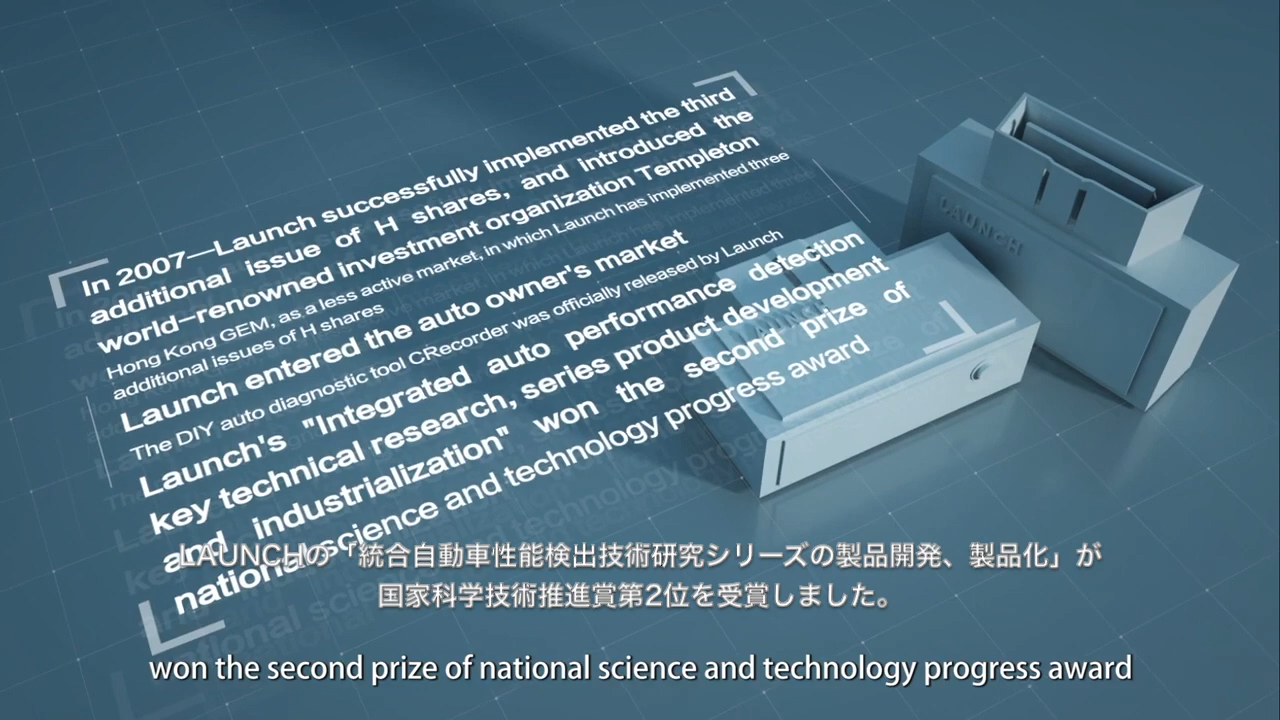 In 2007—Launch successfully implemented the third
additional issue of H shares, and introduced the
world—renowned investment organization Templeton
Hong Kong GEM, as a less active market, in which Launch has implemented three
additional issues of H shares
Launch entered the auto owner's market
The DIY auto diagnostic tool CRecorder was officially released by Launch
Launch's "Integrated auto performance detection
key technical research, series product development
and industrialization" won the second prize of
national science and technology progress award
LAUNCH
LAUNCH
LAUNCHの「統合自動車性能検出技術研究シリーズの製品開発、製品化」が
国家科学技術推進賞第2位を受賞しました。
won the second prize of national science and technology progress award